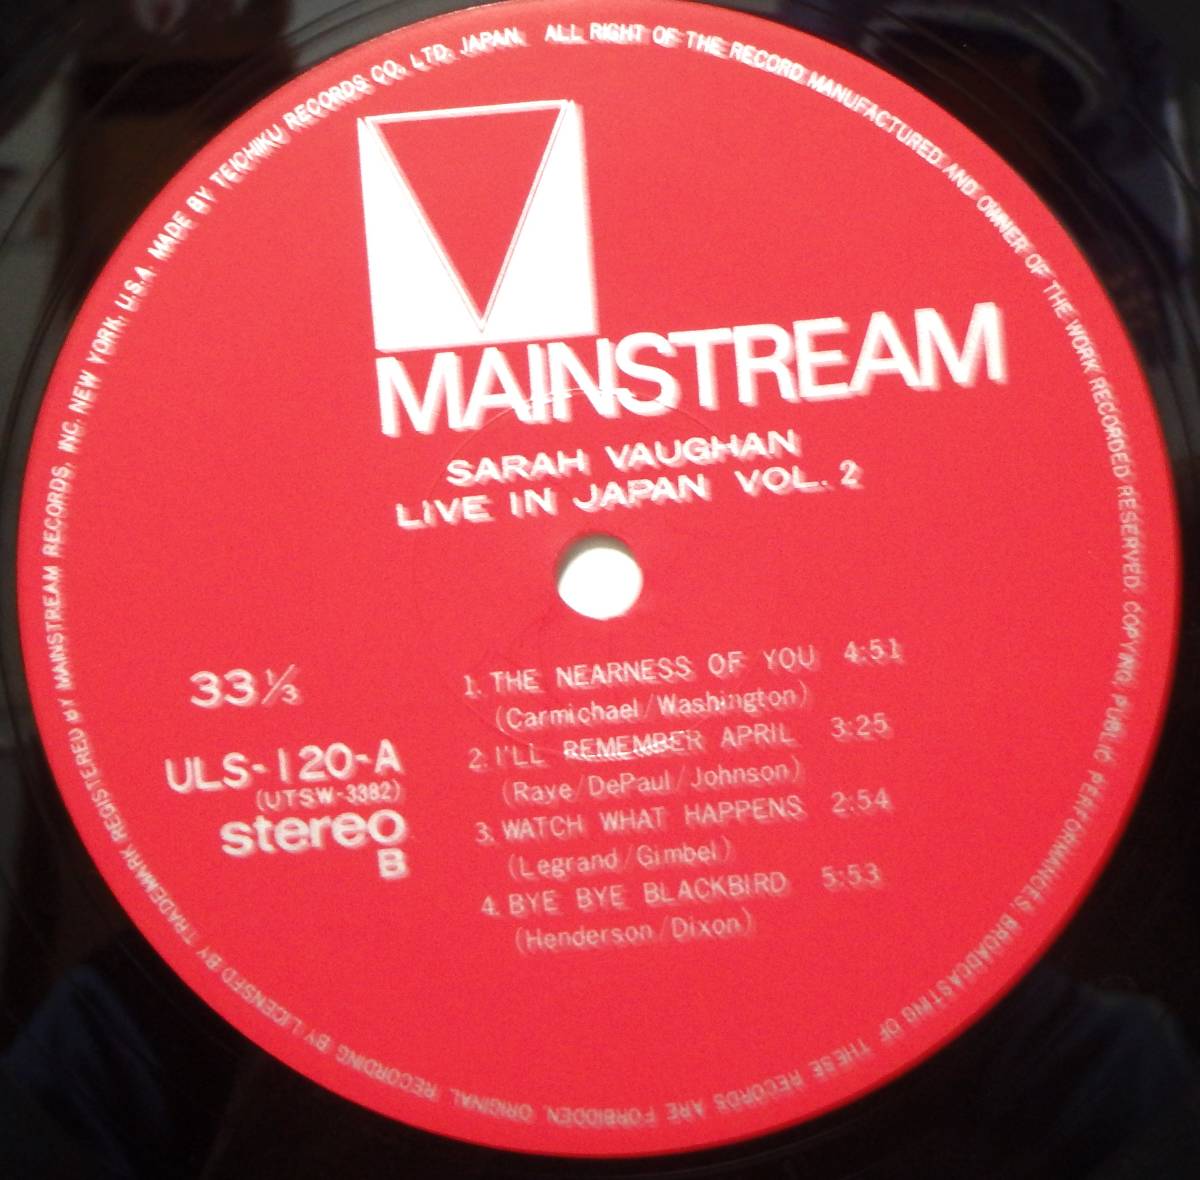 MAINSTREAM
SARAH VAUGHAN
LIVE IN JAPAN VOL. 2
33 1/3
ULS-120-A
(UTSW-3382)
stereo
B
1. THE NEARNESS OF YOU 4:51
(Carmichael/Washington)
2. I'LL REMEMBER APRIL 3:25
(Raye/DePaul/Johnson)
3. WATCH WHAT HAPPENS 2:54
(Legrand/Gimbel)
4. BYE BYE BLACKBIRD 5:53
(Henderson/Dixon)
ALL RIGHT OF THE RECORD MANUFACTURED AND OWNER OF THE WORK RECORDED RESERVED. COPYING, PUBLIC PERFORMANCES, BROADCASTING OF THESE RECORDS ARE FORBIDDEN. ORIGINAL RECORDING BY LICENSED BY TRADEMARK REGISTERED BY MAINSTREAM RECORDS, INC. NEW YORK, U.S.A. MADE BY TEICHIKU RECORDS CO. LTD. JAPAN.